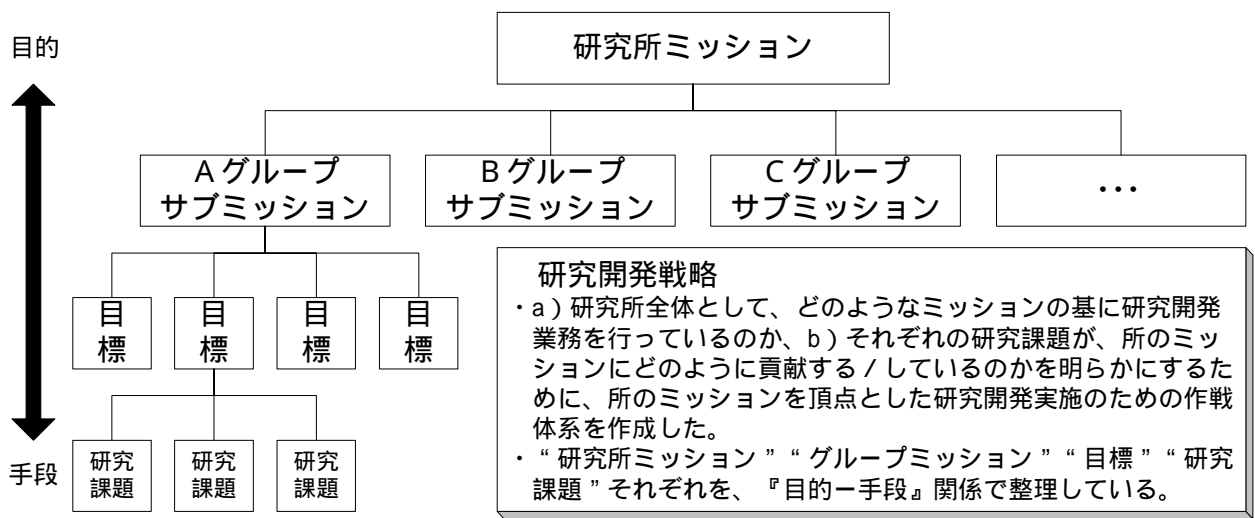 目的
研究所ミッション
Aグループ
サブミッション
Bグループ
サブミッション
Cグループ
サブミッション
・・・
目
標
目
標
目
標
目
標
研究
課題
研究
課題
研究
課題
手段
研究開発戦略
・a)研究所全体として、どのようなミッションの基に研究開発
業務を行っているのか、b)それぞれの研究課題が、所のミッ
ションにどのように貢献する/しているのかを明らかにするた
めに、所のミッションを頂点とした研究開発実施のための作戦
体系を作成した。
・“研究所ミッション”“グループミッション”“目標”“研究
課題”それぞれを、『目的ー手段』関係で整理している。